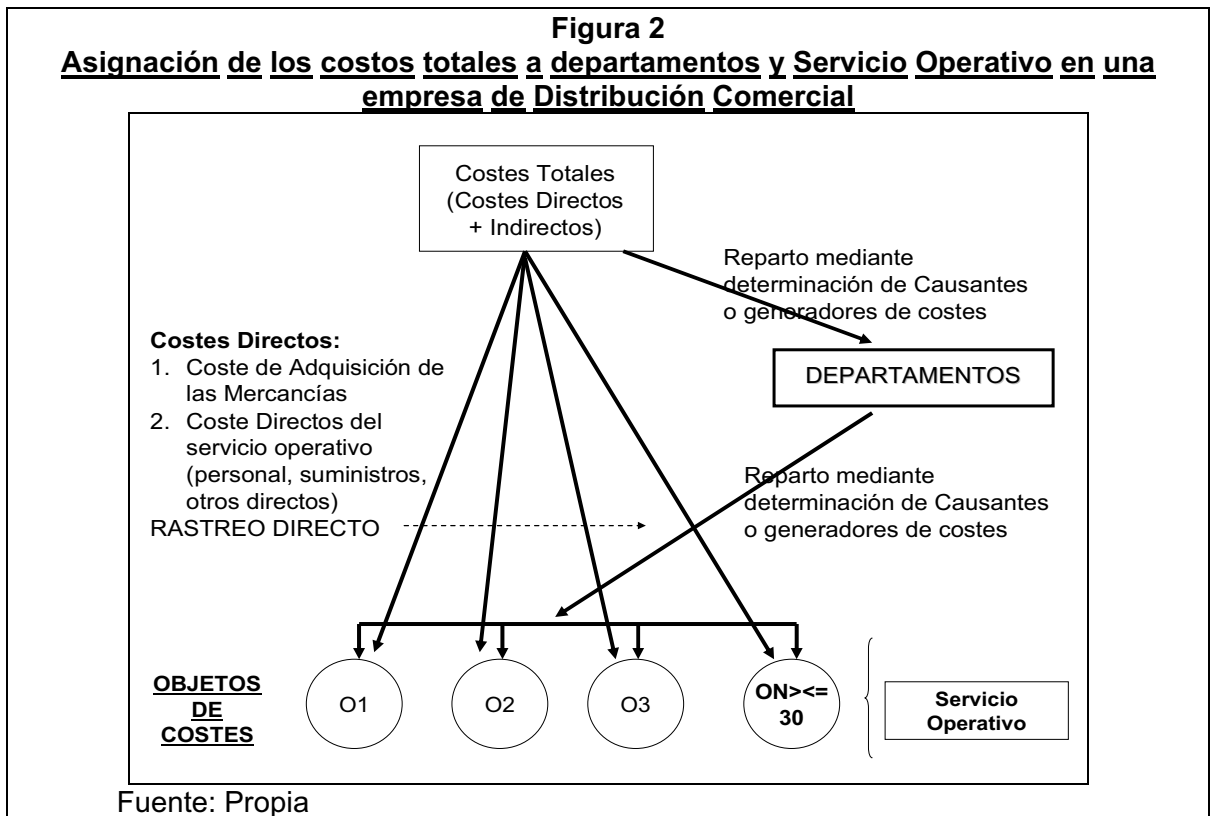 Figura 2
Asignación de los costos totales a departamentos y Servicio Operativo en una
empresa de Distribución Comercial
Costes Totales
(Costes Directos
+ Indirectos)
Reparto mediante
determinación de Causantes
o generadores de costes
Costes Directos:
1. Coste de Adquisición de
las Mercancías
2. Coste Directos del
servicio operativo
(personal, suministros,
otros directos)
RASTREO DIRECTO
DEPARTAMENTOS
Reparto mediante
determinación de Causantes
o generadores de costes
OBJETOS
DE
COSTES
O1
O2
O3
ON><=
30
Servicio
Operativo
Fuente: Propia